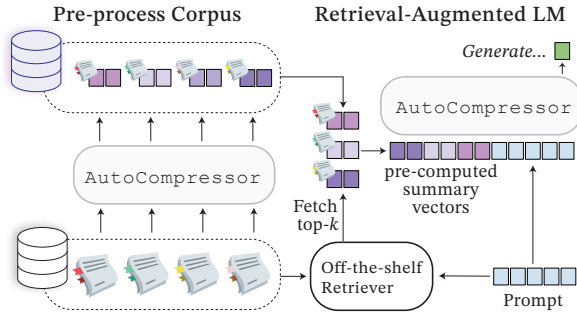 Pre-process Corpus
Retrieval-Augmented LM
Generate...
AutoCompressor
AutoCompressor
pre-computed
summary
vectors
Fetch
top-k
Off-the-shelf
Retriever
Prompt